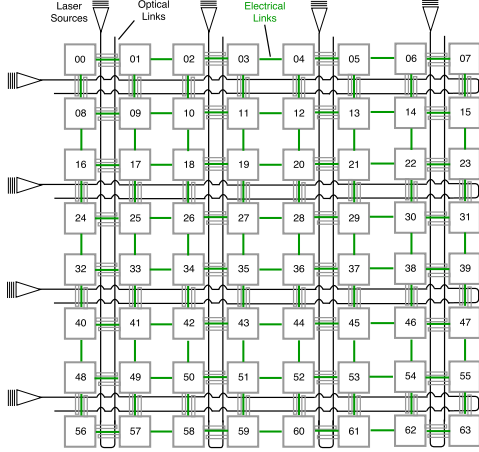 Laser
Sources
Optical
Links
Electrical
Links
00 01 02 03 04 05 06 07
08 09 10 11 12 13 14 15
16 17 18 19 20 21 22 23
24 25 26 27 28 29 30 31
32 33 34 35 36 37 38 39
40 41 42 43 44 45 46 47
48 49 50 51 52 53 54 55
56 57 58 59 60 61 62 63